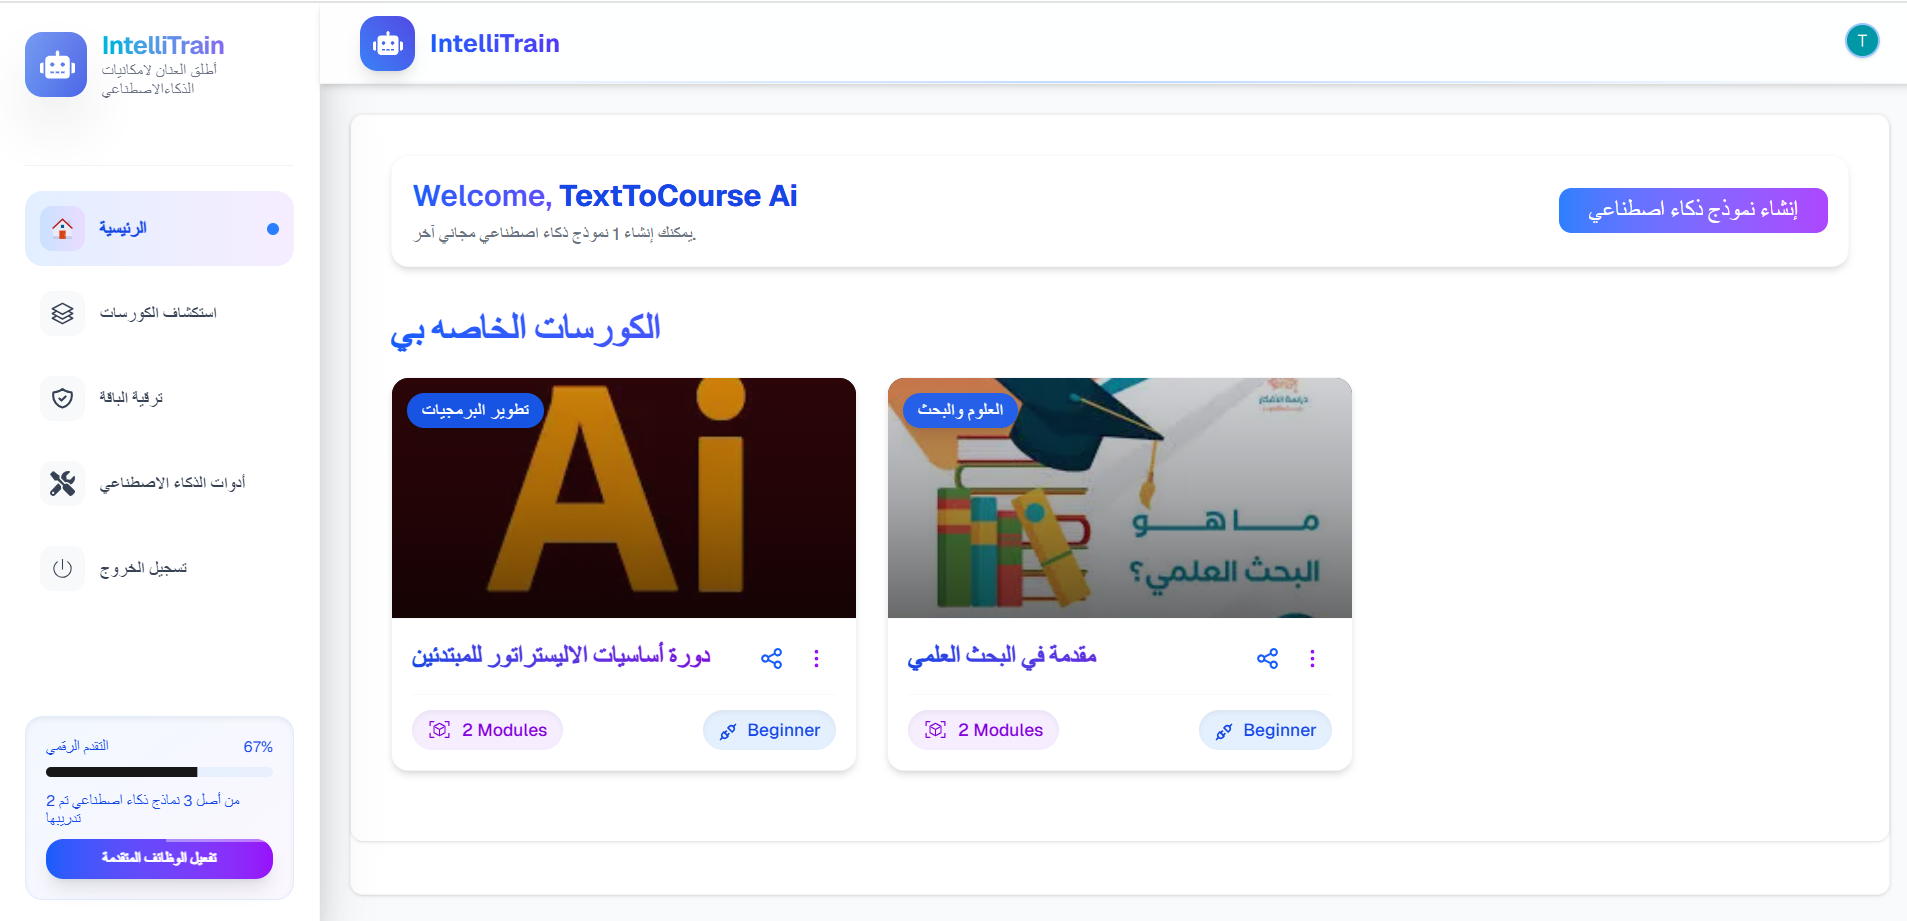 IntelliTrain
أطلق العنان لامكانيات
الذكاءالاصطناعي
الرئيسية
استكشاف الكورسات
ترقية الباقة
أدوات الذكاء الاصطناعي
تسجيل الخروج
التقدم الرقمي
67%
من أصل 3 نماذج ذكاء اصطناعي تم 2
تدريبها
تفعيل الوظائف المتقدمة
IntelliTrain
T
Welcome, TextToCourse Ai
يمكنك إنشاء 1 نموذج ذكاء اصطناعي مجاني آخر.
إنشاء نموذج ذكاء اصطناعي
الكورسات الخاصه بي
تطوير البرمجيات
Ai
دورة أساسيات الاليستراتور للمبتدئين
2 Modules
Beginner
العلوم والبحث
دراسة الأفكار
ما هو
البحث العلمي؟
مقدمة في البحث العلمي
2 Modules
Beginner